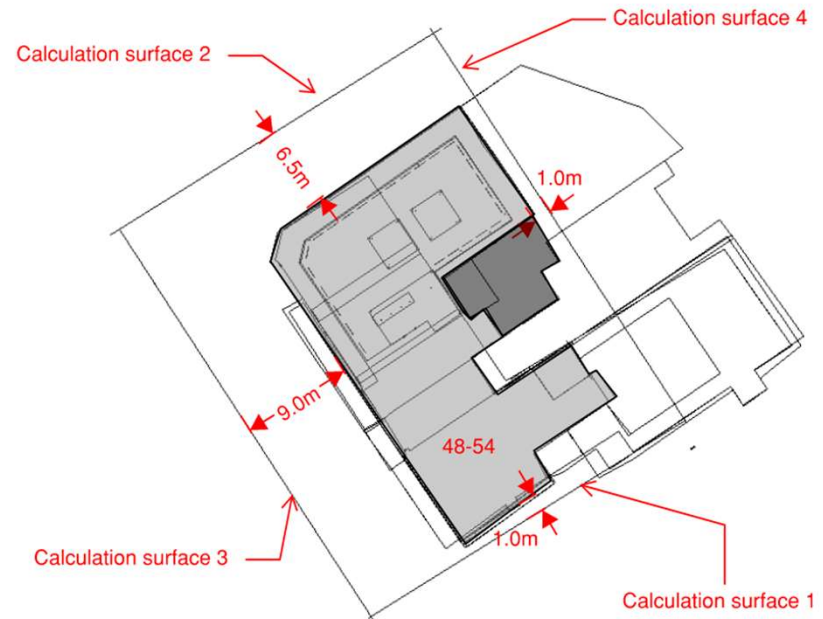 Calculation surface 4
Calculation surface 2
6.5m
1.0m
9.0m
48-54
1.0m
Calculation surface 3
Calculation surface 1